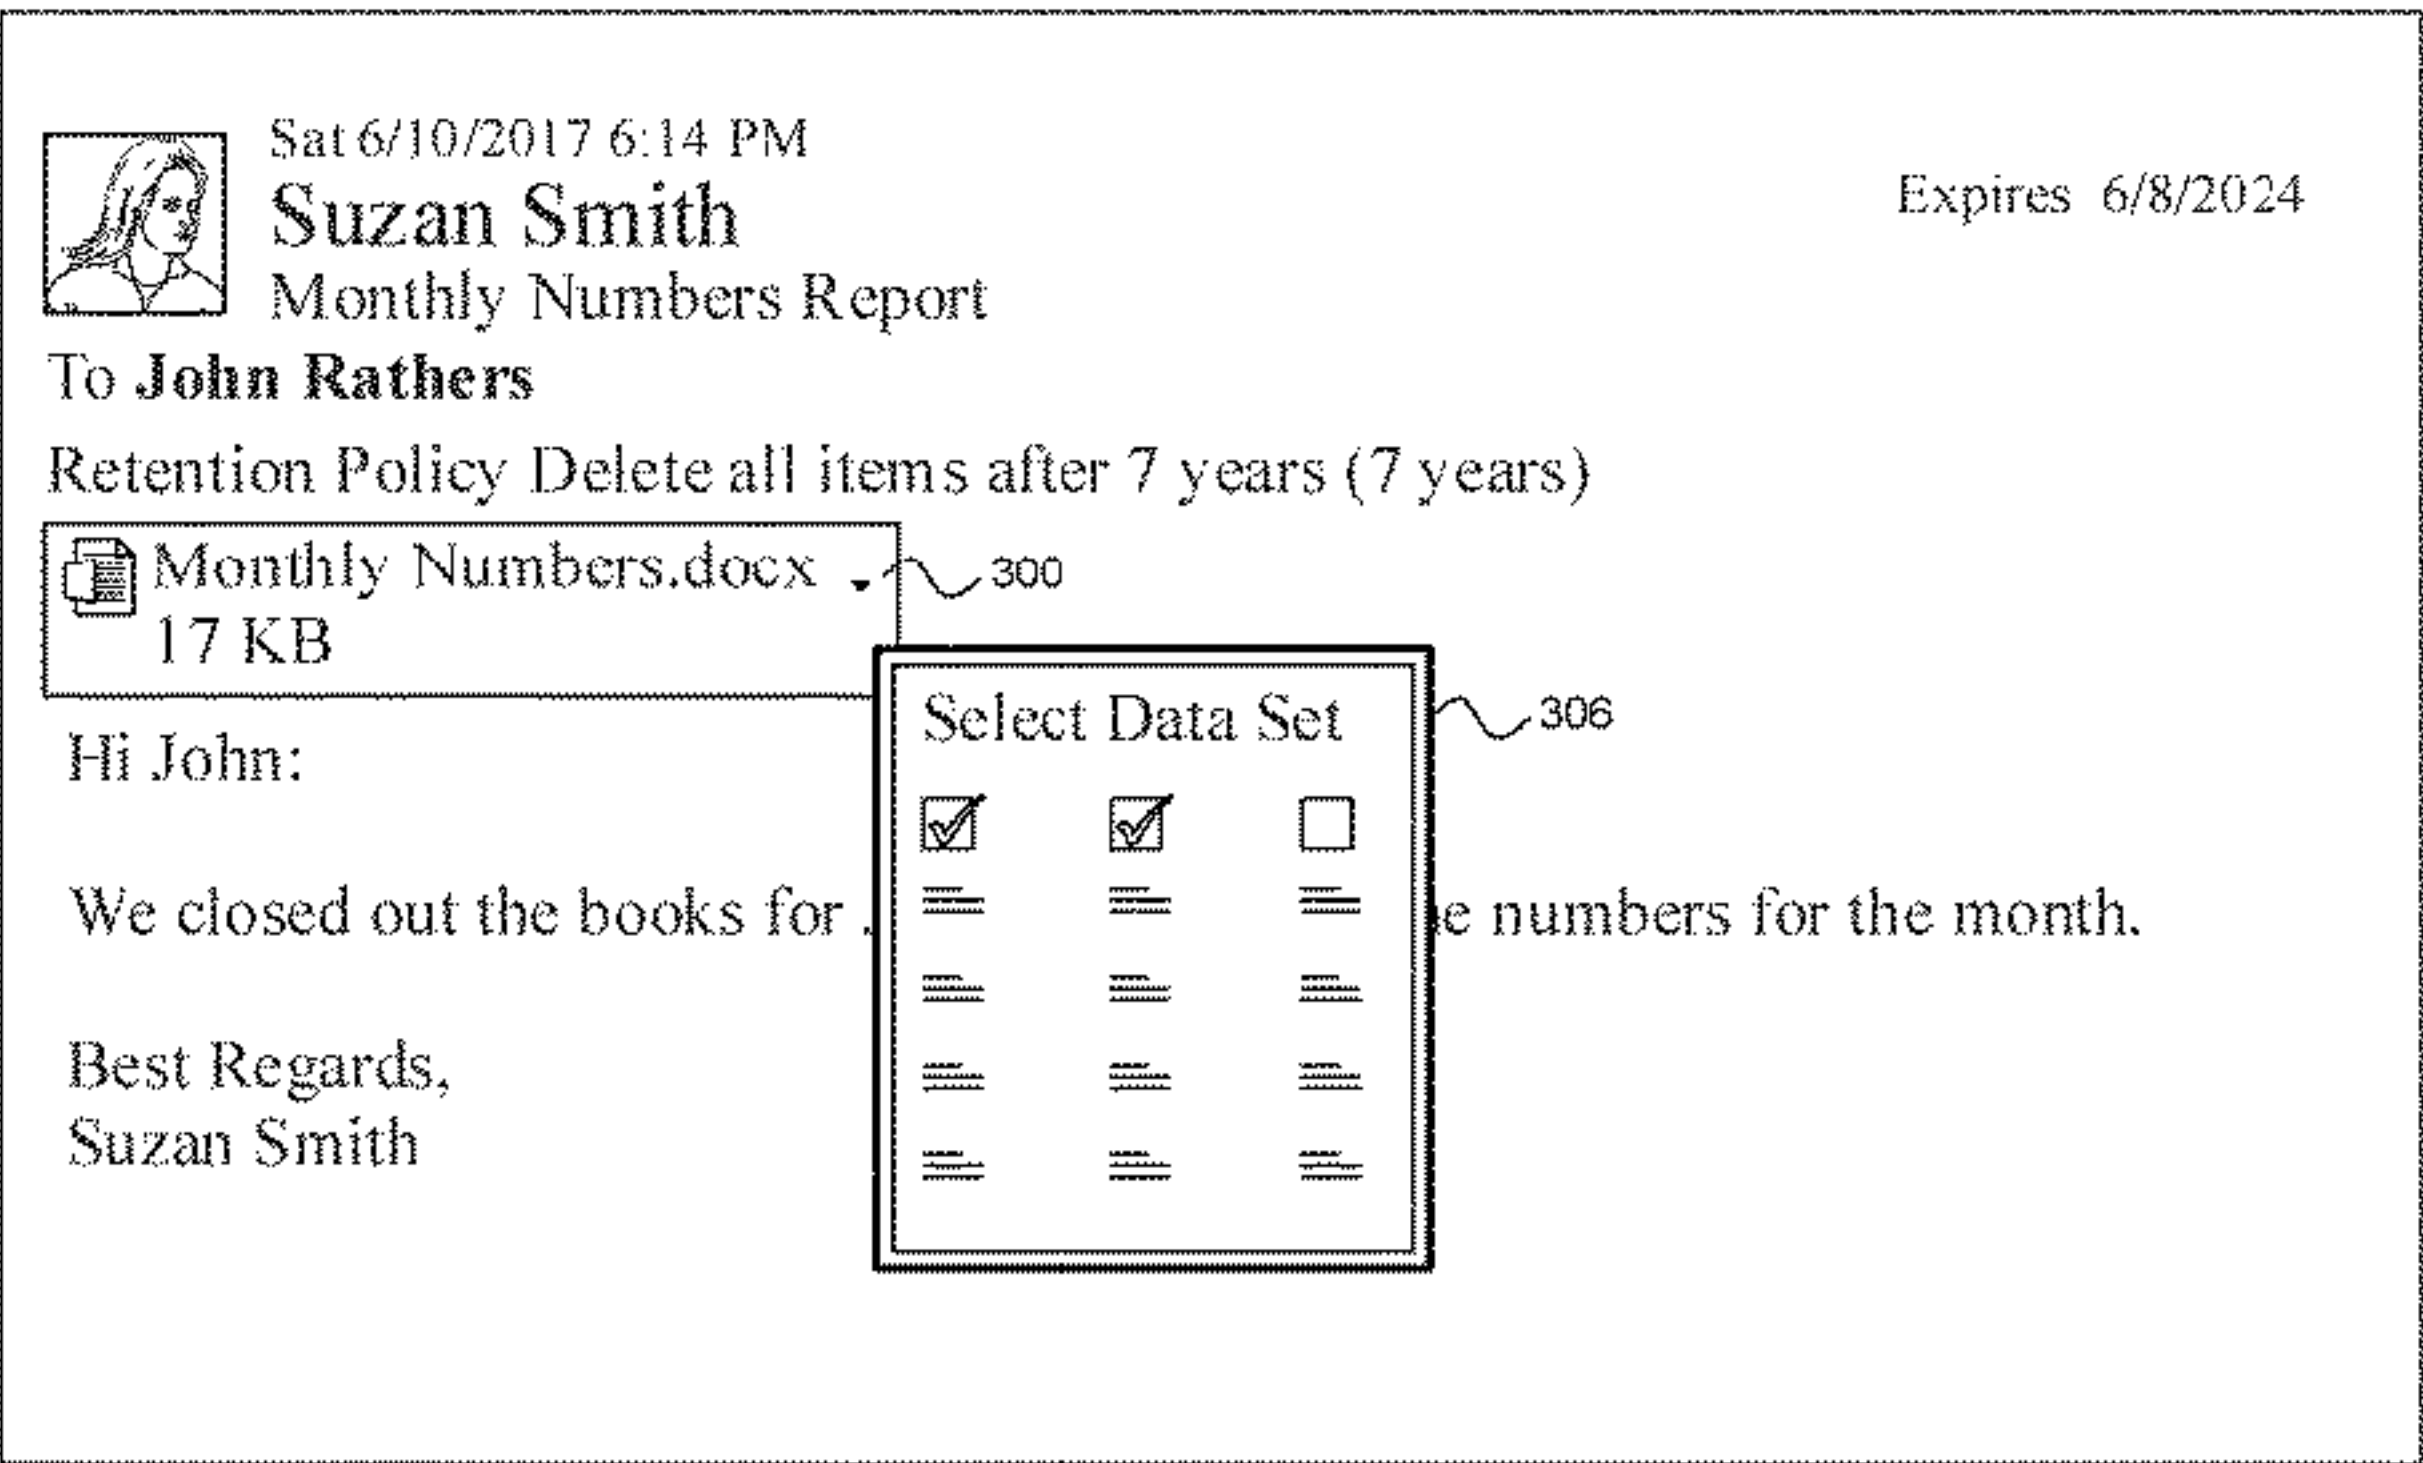 Sat 6/10/2017 6:14 PM
Suzan Smith
Expires 6/8/2024
Monthly Numbers Report
To John Rathers
Retention Policy Delete all items after 7 years (7 years)
Monthly Numbers.docx
300
17 KB
Select Data Set
306
Hi John:
We closed out the books for numbers for the month.
Best Regards,
Suzan Smith